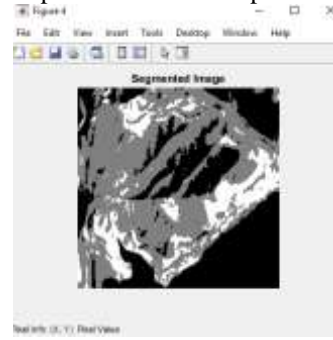 Figure 4
File Edit View Insert Tools Desktop Window Help
Segmented Image
Pixel Info: (X, Y) Pixel Value